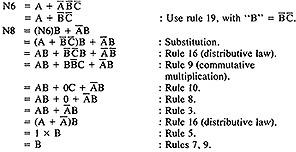 N6 = A + A̅B̅C̅
= A + B̅C̅ : Use rule 19, with "B" = B̅C̅.
N8 = (N6)B + A̅B
= (A + B̅C̅)B + A̅B : Substitution.
= AB + B̅C̅B + A̅B : Rule 16 (distributive law).
= AB + BB̅C̅ + A̅B : Rule 9 (commutative
multiplication).
= AB + 0C̅ + A̅B : Rule 10.
= AB + 0 + A̅B : Rule 8.
= AB + A̅B : Rule 3.
= (A + A̅)B : Rule 16 (distributive law).
= 1 × B : Rule 5.
= B : Rules 7, 9.